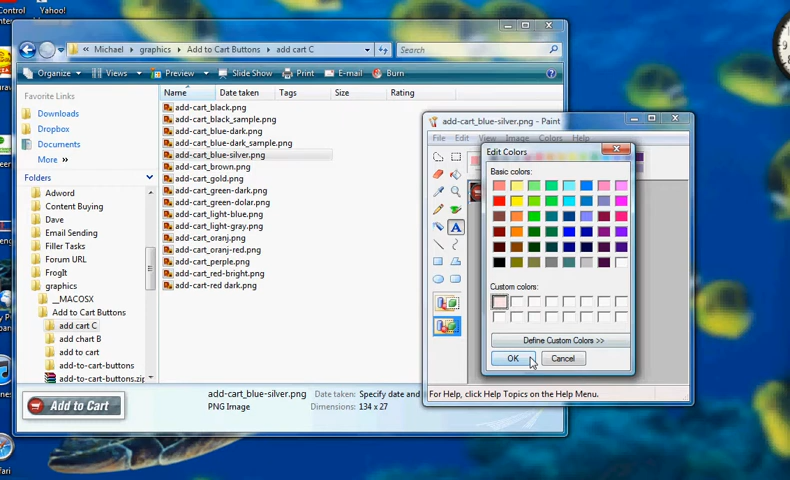 Control
enter
Yahoo!
Michael
graphics
Add to Cart Buttons
add cart C
Search
Organize
Views
Preview
Slide Show
Print
E-mail
Burn
Favorite Links
Downloads
Dropbox
Documents
More »
Folders
Adword
Content Buying
Dave
Email Sending
Filler Tasks
Forum URL
FrogIt
graphics
__MACOSX
Add to Cart Buttons
add cart C
add chart B
add to cart
add-to-cart-buttons
add-to-cart-buttons.zip
Name
Date taken
Tags
Size
Rating
add-cart_black.png
add-cart_black_sample.png
add-cart_blue-dark.png
add-cart_blue-dark_sample.png
add-cart_blue-silver.png
add-cart_brown.png
add-cart_gold.png
add-cart_green-dark.png
add-cart_green-dolar.png
add-cart_light-blue.png
add-cart_light-gray.png
add-cart_oranj.png
add-cart_oranj-red.png
add-cart_perple.png
add-cart_red-bright.png
add-cart-red dark.png
Add to Cart
add-cart_blue-silver.png
PNG Image
Date taken: Specify date and
Dimensions: 134 x 27
add-cart_blue-silver.png - Paint
File
Edit
View
Image
Colors
Help
A
Edit Colors
Basic colors:
Custom colors:
Define Custom Colors >>
OK
Cancel
For Help, click Help Topics on the Help Menu.